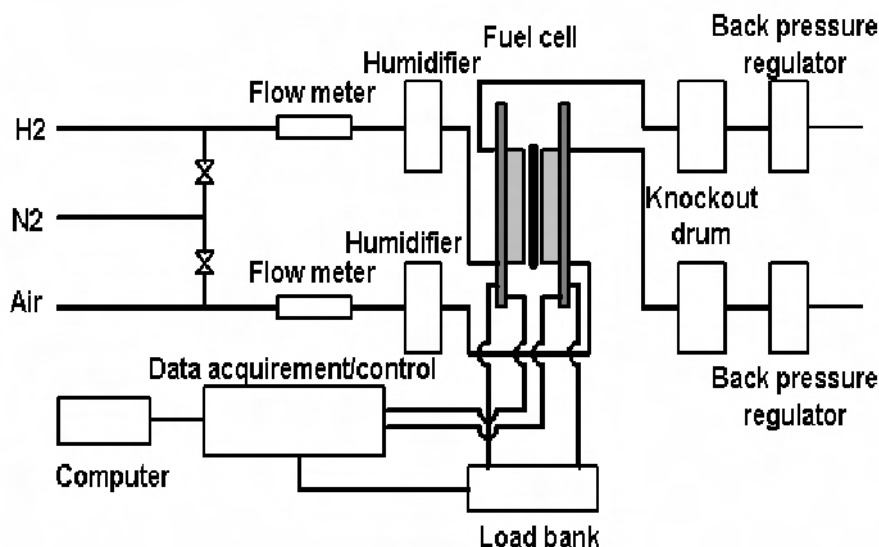 Fuel cell
Back pressure
regulator
Humidifier
Flow meter
H2
N2
Knockout
drum
Humidifier
Flow meter
Air
Data acquirement/control
Back pressure
regulator
Computer
Load bank